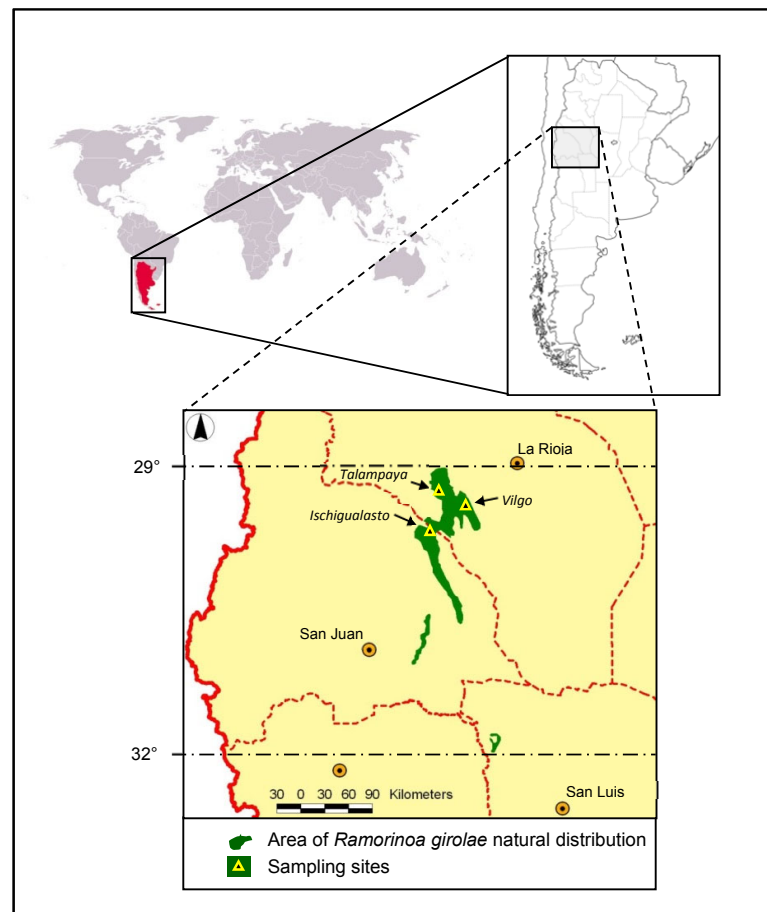 La Rioja
29°
Talampaya
Vilgo
Ischigualasto
San Juan
32°
30 0 30 60 90 Kilometers
San Luis
Area of Ramorinoa girolae natural distribution
Sampling sites